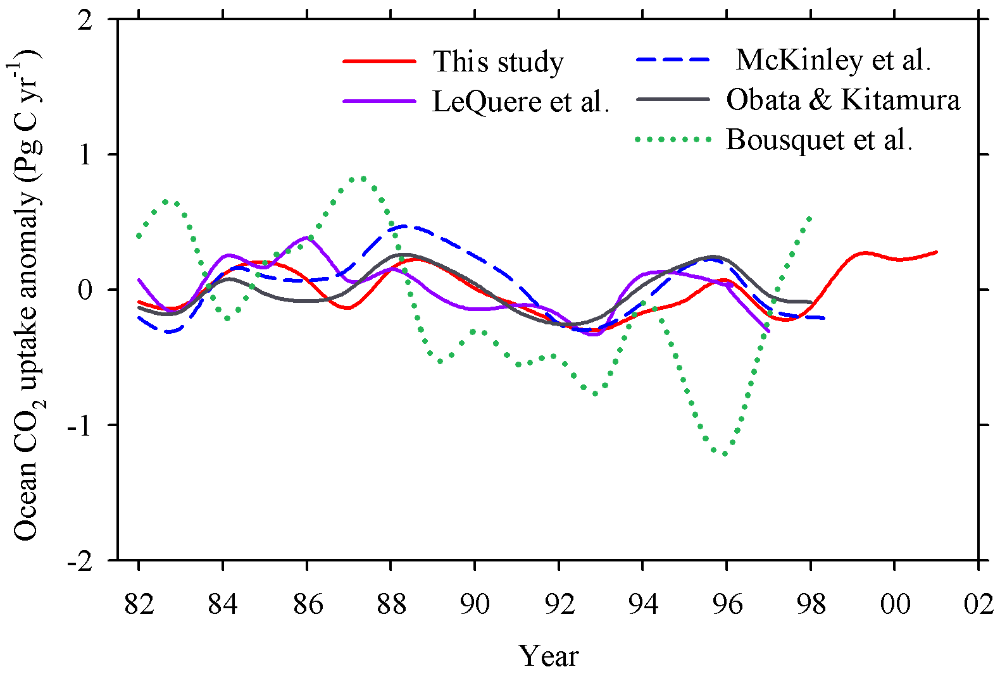 Ocean CO2 uptake anomaly (Pg C yr-1)
2
1
0
-1
-2
This study
LeQuere et al.
McKinley et al.
Obata & Kitamura
Bousquet et al.
82 84 86 88 90 92 94 96 98 00 02
Year